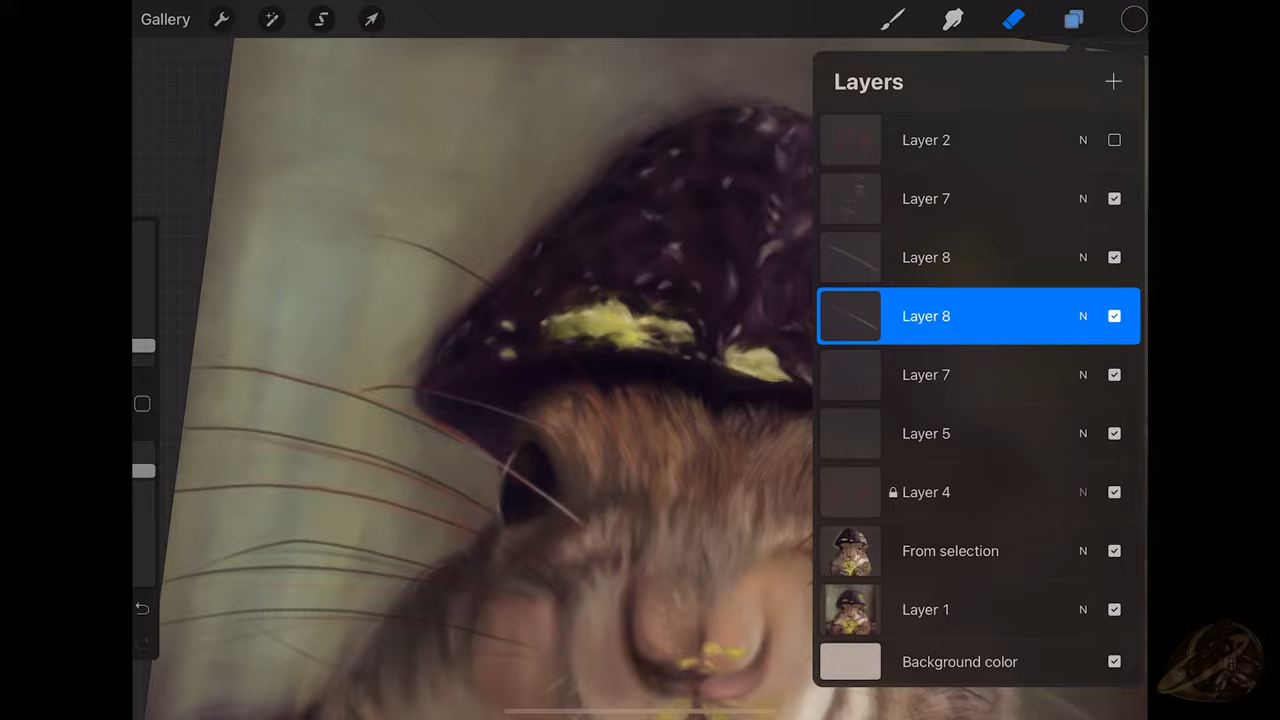 Gallery
Layers
Layer 2 N
Layer 7 N
Layer 8 N
Layer 8 N
Layer 7 N
Layer 5 N
Layer 4 N
From selection N
Layer 1 N
Background color